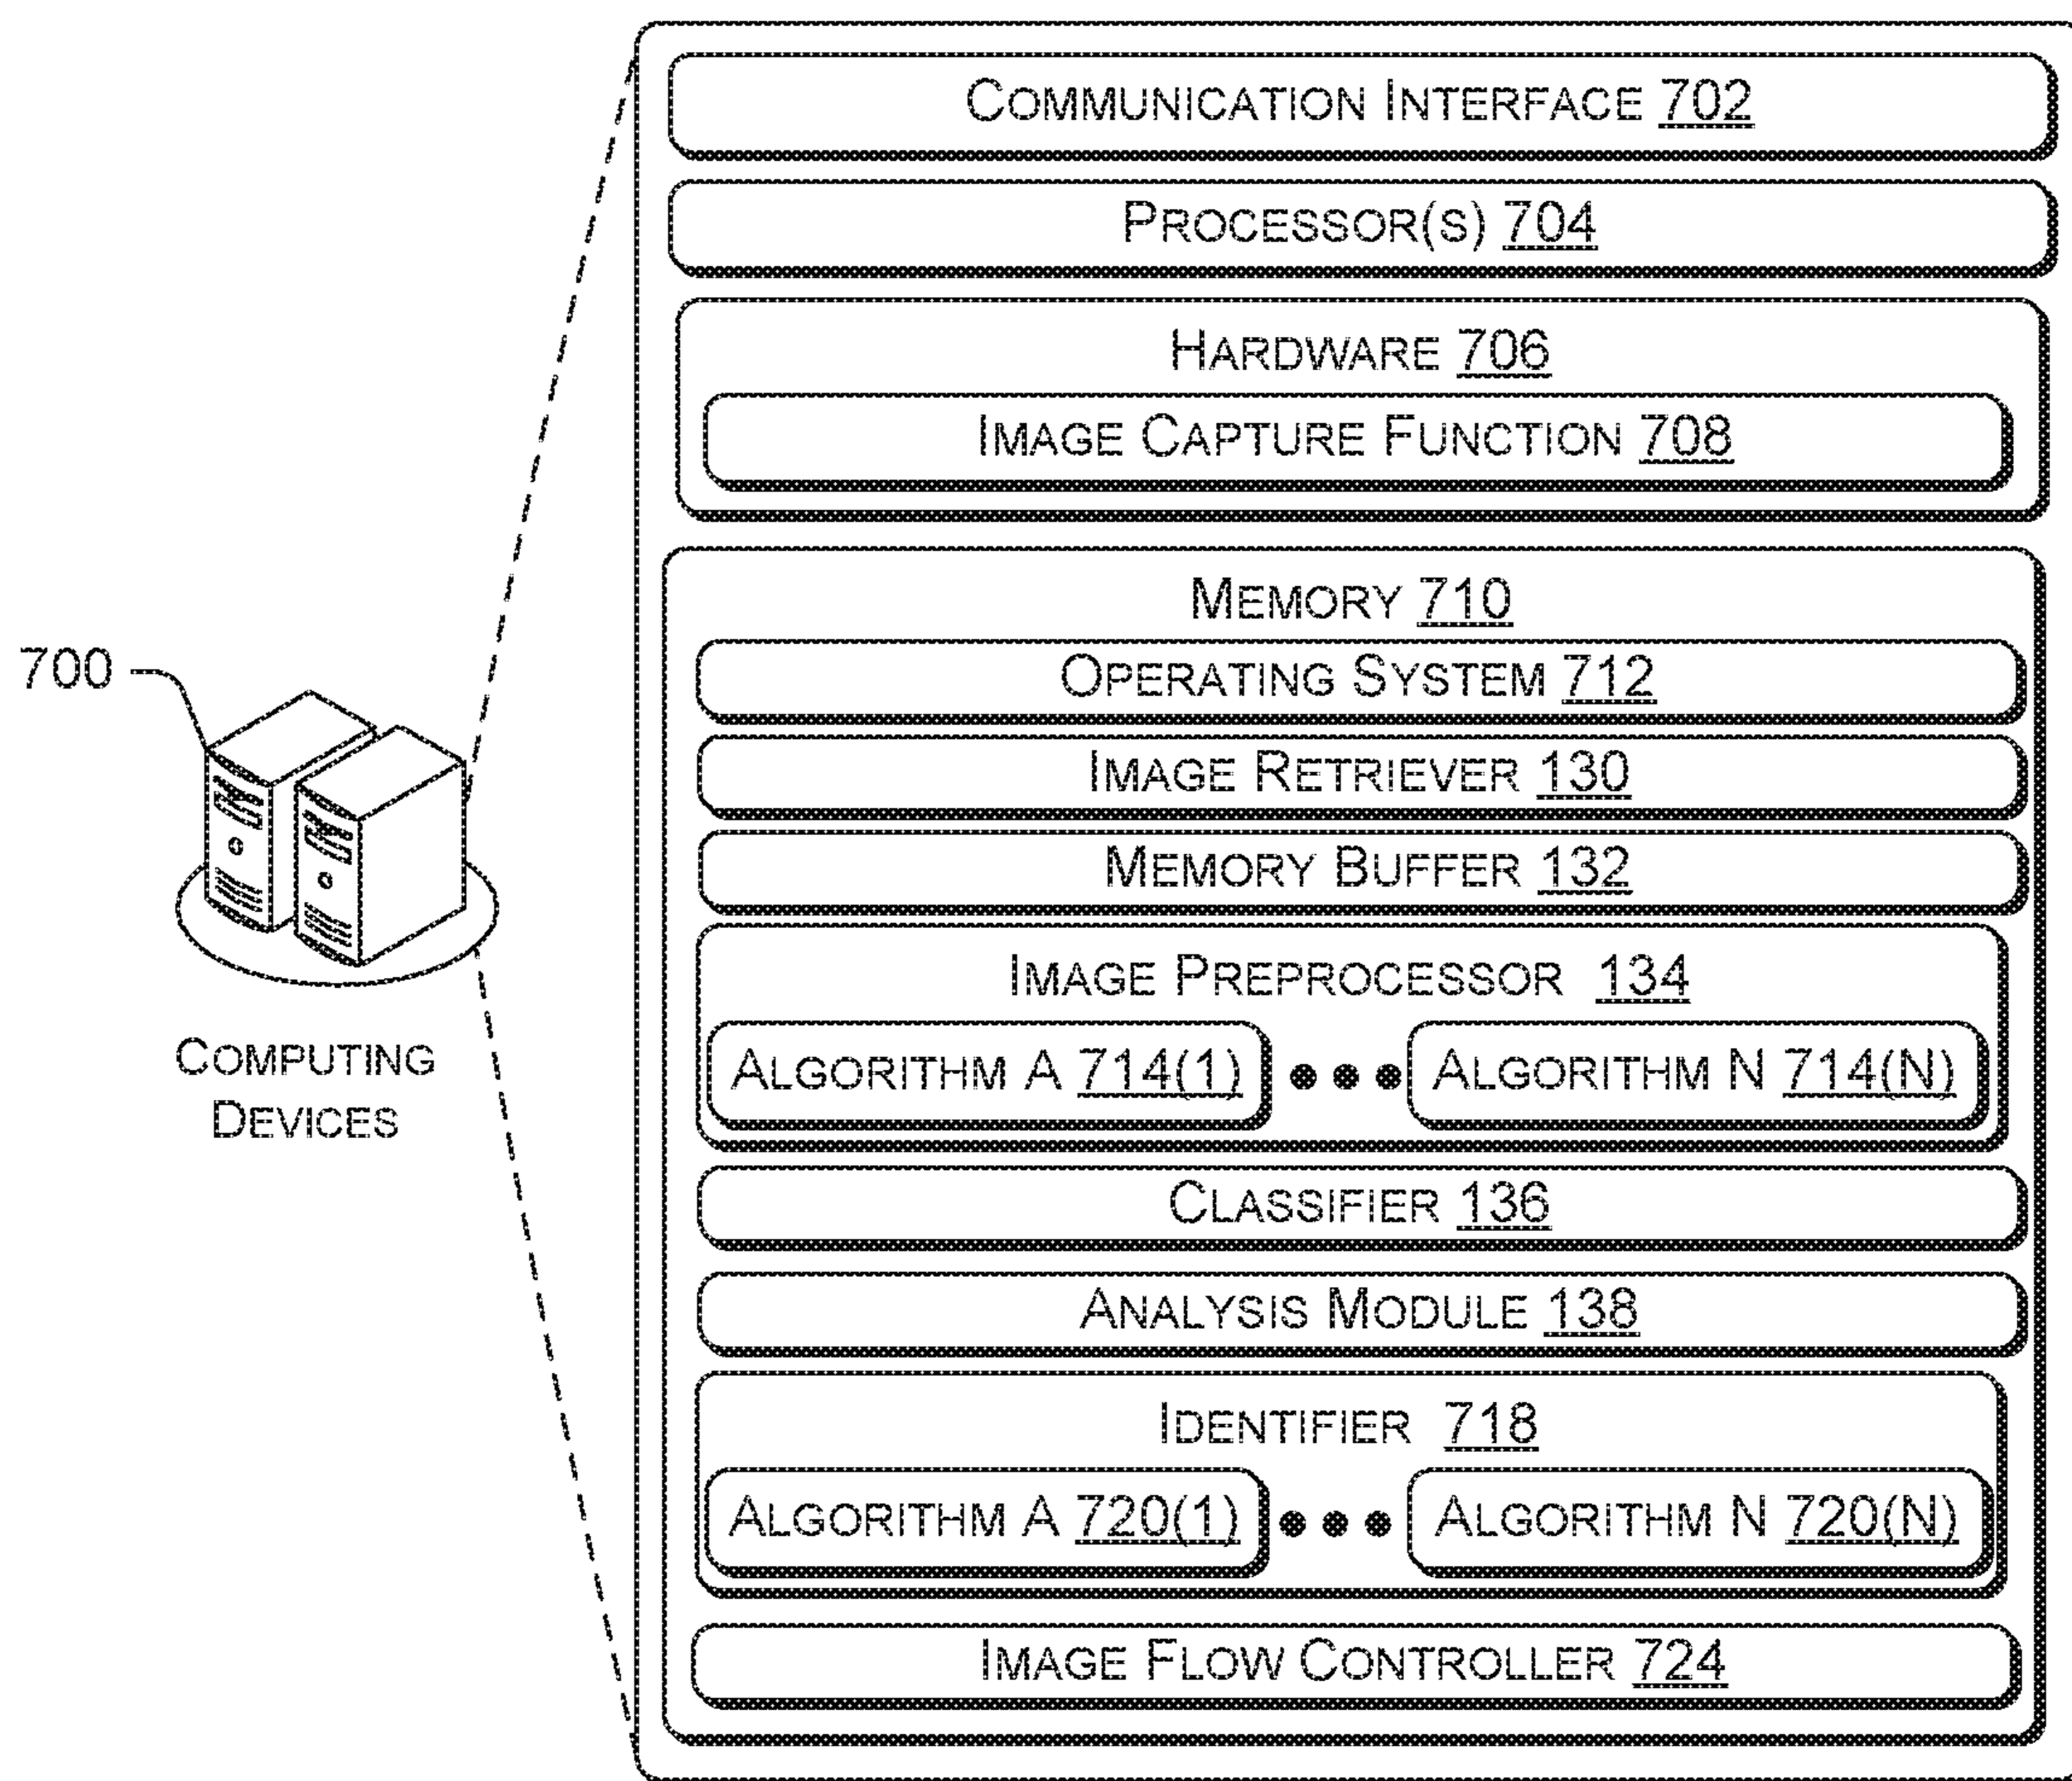 COMMUNICATION INTERFACE 702
PROCESSOR(S) 704
HARDWARE 706
IMAGE CAPTURE FUNCTION 708
MEMORY 710
OPERATING SYSTEM 712
700
IMAGE RETRIEVER 130
MEMORY BUFFER 132
IMAGE PREPROCESSOR 134
ALGORITHM A 714(1) ●●● ALGORITHM N 714(N)
COMPUTING
DEVICES
CLASSIFIER 136
ANALYSIS MODULE 138
IDENTIFIER 718
ALGORITHM A 720(1) ●●● ALGORITHM N 720(N)
IMAGE FLOW CONTROLLER 724